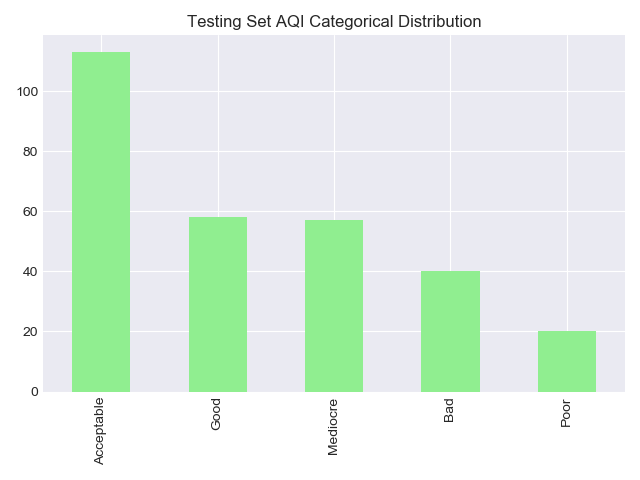 Testing Set AQI Categorical Distribution
100
80
60
40
20
0
Acceptable
Good
Mediocre
Bad
Poor